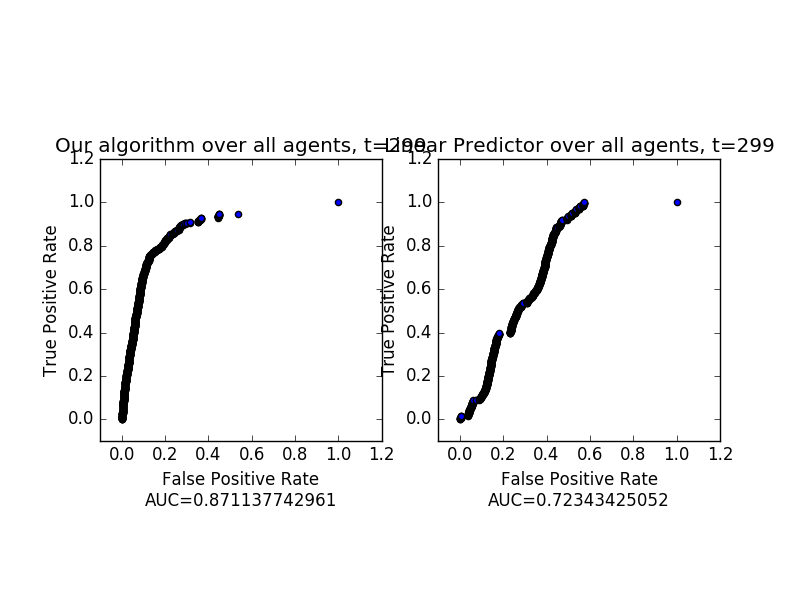 Our algorithm over all agents, t=299
Linear Predictor over all agents, t=299
True Positive Rate
1.2
1.0
0.8
0.6
0.4
0.2
0.0
0.0 0.2 0.4 0.6 0.8 1.0 1.2
False Positive Rate
AUC=0.871137742961
True Positive Rate
1.2
1.0
0.8
0.6
0.4
0.2
0.0
0.0 0.2 0.4 0.6 0.8 1.0 1.2
False Positive Rate
AUC=0.72343425052